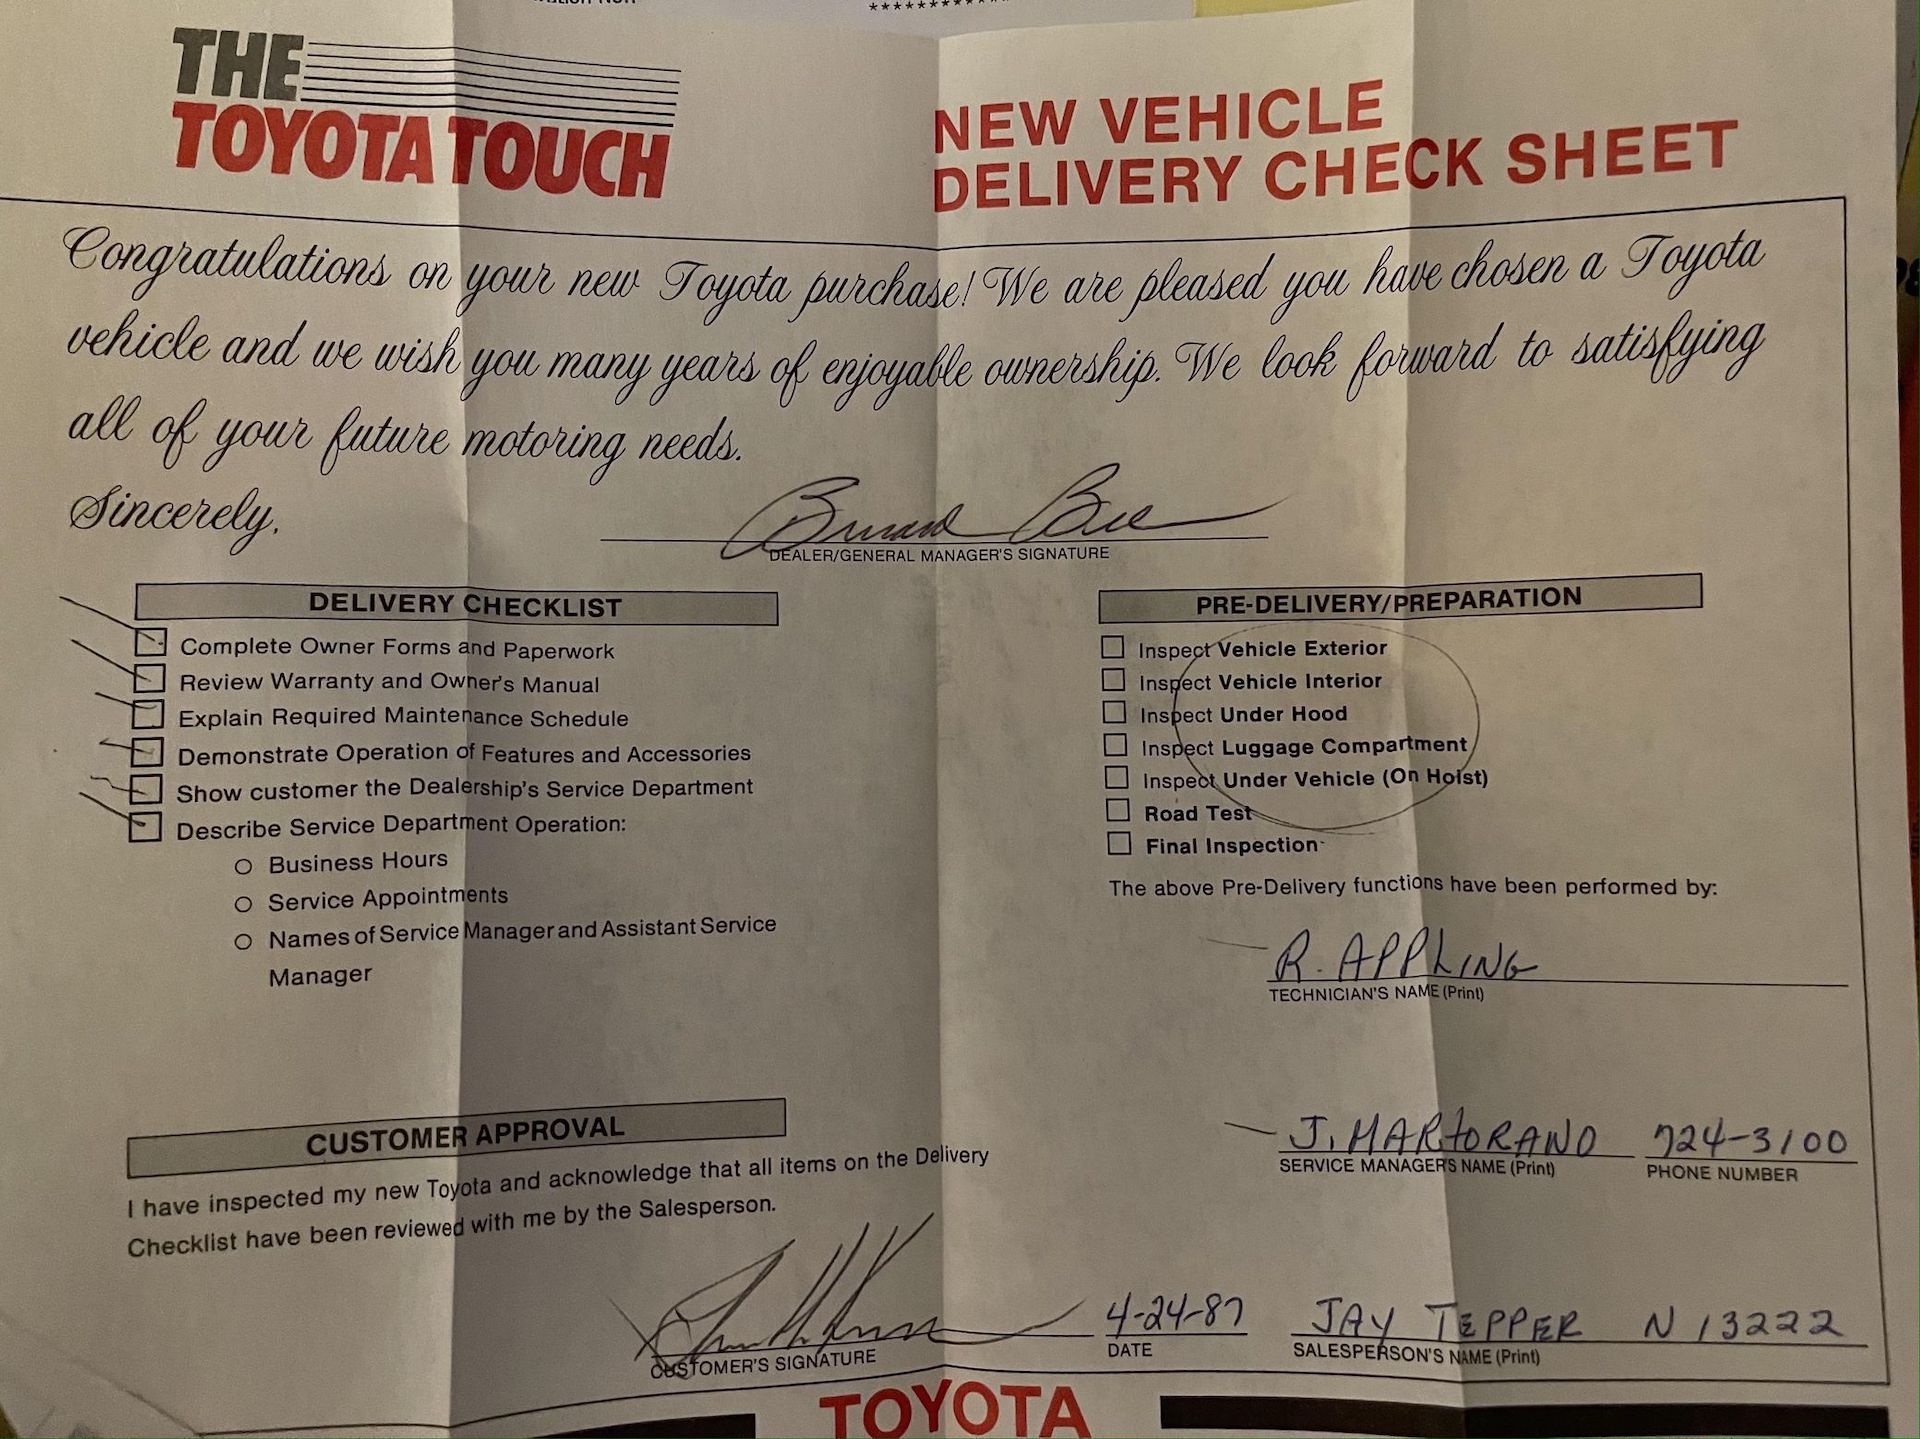 THE
TOYOTA TOUCH
NEW VEHICLE
DELIVERY CHECK SHEET
Congratulations on your new Toyota purchase! We are pleased you have chosen a Toyota
vehicle and we wish you many years of enjoyable ownership. We look forward to satisfying
all of your future motoring needs.
Sincerely,
DEALER/GENERAL MANAGER'S SIGNATURE
DELIVERY CHECKLIST
Complete Owner Forms and Paperwork
Review Warranty and Owner's Manual
Explain Required Maintenance Schedule
Demonstrate Operation of Features and Accessories
Show customer the Dealership's Service Department
Describe Service Department Operation:
Business Hours
Service Appointments
Names of Service Manager and Assistant Service
Manager
PRE-DELIVERY/PREPARATION
Inspect Vehicle Exterior
Inspect Vehicle Interior
Inspect Under Hood
Inspect Luggage Compartment
Inspect Under Vehicle (On Hoist)
Road Test
Final Inspection
The above Pre-Delivery functions have been performed by:
R. APPLING
TECHNICIAN'S NAME (Print)
J. MARTORANO 724-3100
SERVICE MANAGER'S NAME (Print) PHONE NUMBER
CUSTOMER APPROVAL
I have inspected my new Toyota and acknowledge that all items on the Delivery
Checklist have been reviewed with me by the Salesperson.
4-24-87 JAY TEPPER N 13222
CUSTOMER'S SIGNATURE DATE SALESPERSON'S NAME (Print)
TOYOTA